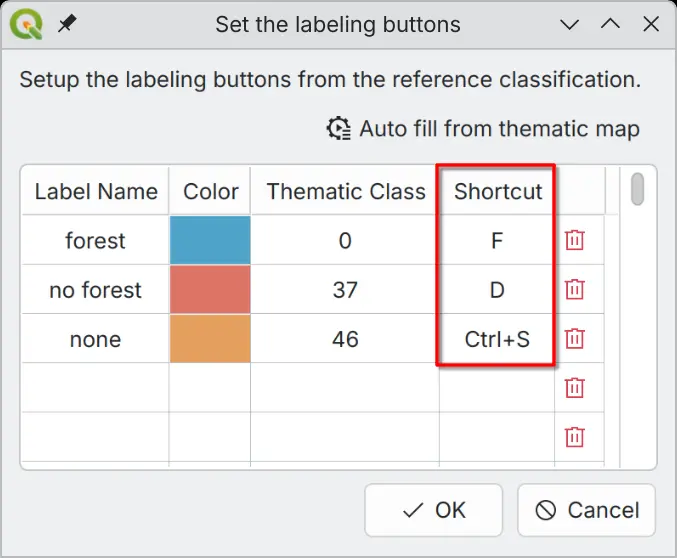 Set the labeling buttons
Setup the labeling buttons from the reference classification.
Auto fill from thematic map
Label Name Color Thematic Class Shortcut
forest 0 F
no forest 37 D
none 46 Ctrl+S
OK Cancel